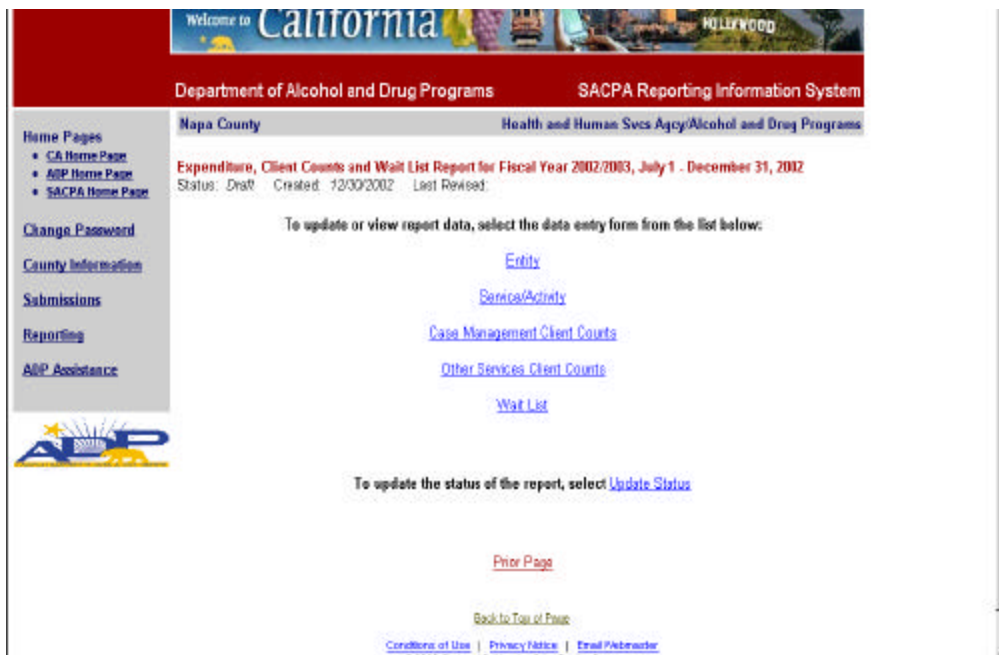 Welcome to California
HOLLYWOOD
Department of Alcohol and Drug Programs SACPA Reporting Information System
Napa County Health and Human Svcs Agcy/Alcohol and Drug Programs
Home Pages
CA Home Page
ADP Home Page
SACPA Home Page
Change Password
County Information
Submissions
Reporting
ADP Assistance
ADP
Expenditure, Client Counts and Wait List Report for Fiscal Year 2002/2003, July 1 - December 31, 2002
Status: Draft Created: 12/30/2002 Last Revised:
To update or view report data, select the data entry form from the list below:
Entity
Service/Activity
Case Management Client Counts
Other Services Client Counts
Wait List
To update the status of the report, select Update Status
Prior Page
Back to Top of Page
Conditions of Use | Privacy Notice | Email Webmaster